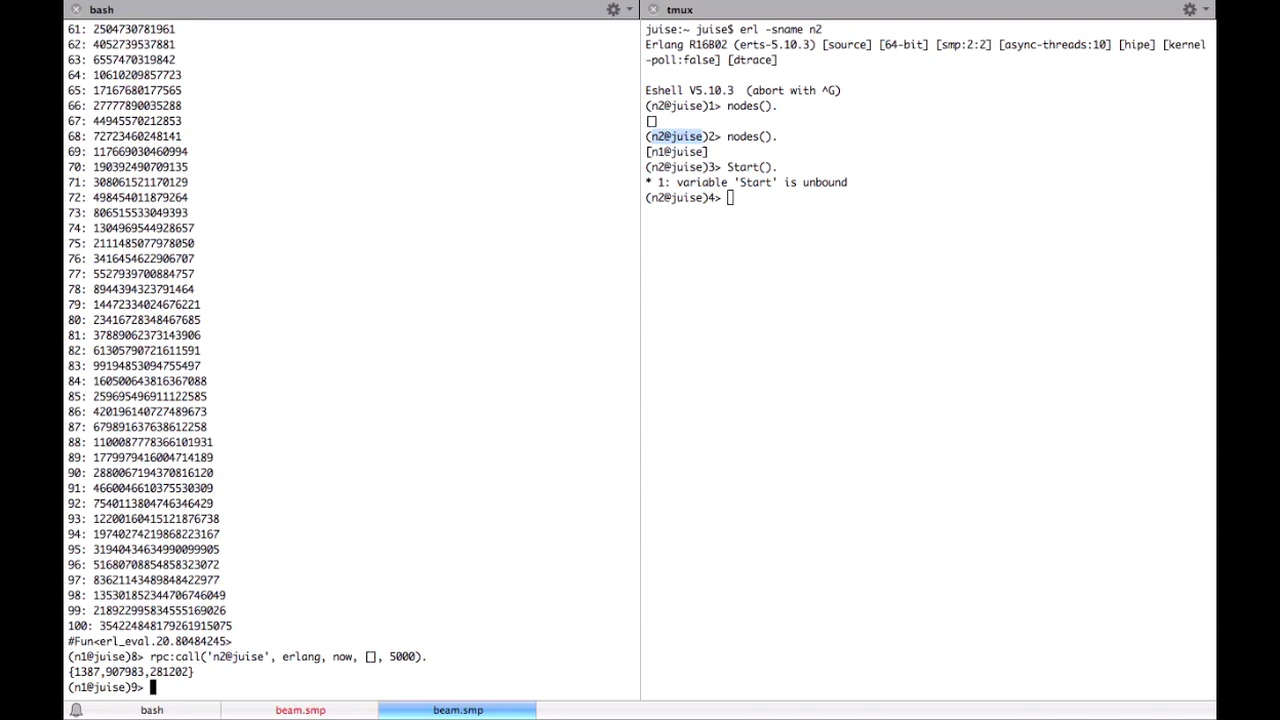 bash
61: 2504730781961
62: 4052739537881
63: 6557470319842
64: 10610209857723
65: 17167680177565
66: 27777890035288
67: 44945570212853
68: 72723460248141
69: 117669030460994
70: 190392490709135
71: 308061521170129
72: 498454011879264
73: 806515533049393
74: 1304969544928657
75: 2111485077978050
76: 3416454622906707
77: 5527939700884757
78: 8944394323791464
79: 14472334024676221
80: 23416728348467685
81: 37889062373143906
82: 61305790721611591
83: 99194853094755497
84: 160500643816367088
85: 259695496911122585
86: 420196140727489673
87: 679891637638612258
88: 1100087778366101931
89: 1779979416004714189
90: 2880067194370816120
91: 4660046610375530309
92: 7540113804746346429
93: 12200160415121876738
94: 19740274219868223167
95: 31940434634990099905
96: 51680708854858323072
97: 83621143489848422977
98: 135301852344706746049
99: 218922995834555169026
100: 354224848179261915075
#Fun<erl_eval.20.80484245>
(n1@juise)8> rpc:call('n2@juise', erlang, now, [], 5000).
{1387,907983,281202}
(n1@juise)9>
tmux
juise:~ juise$ erl -sname n2
Erlang R16B02 (erts-5.10.3) [source] [64-bit] [smp:2:2] [async-threads:10] [hipe] [kernel
-poll:false] [dtrace]
Eshell V5.10.3  (abort with ^G)
(n2@juise)1> nodes().
[]
(n2@juise)2> nodes().
[n1@juise]
(n2@juise)3> Start().
* 1: variable 'Start' is unbound
(n2@juise)4>
bash
beam.smp
beam.smp